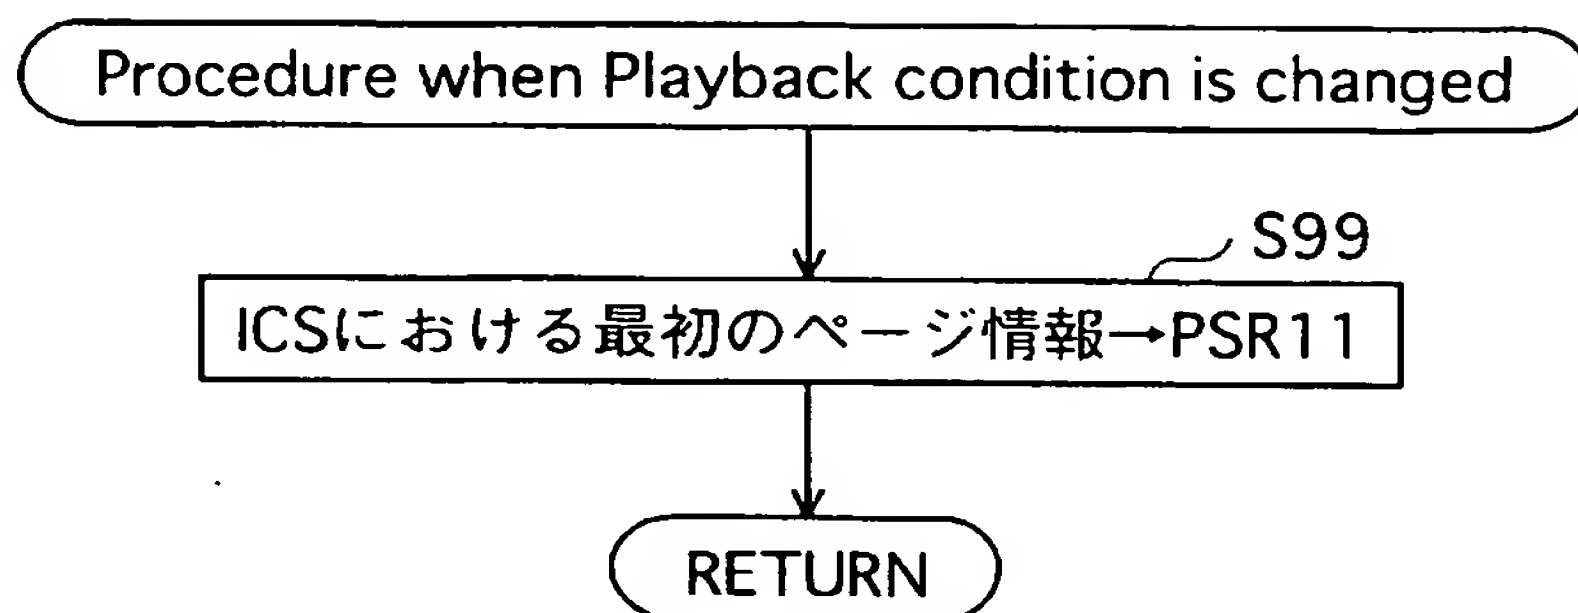 Procedure when Playback condition is changed
S99
ICSにおける最初のページ情報→PSR11
RETURN